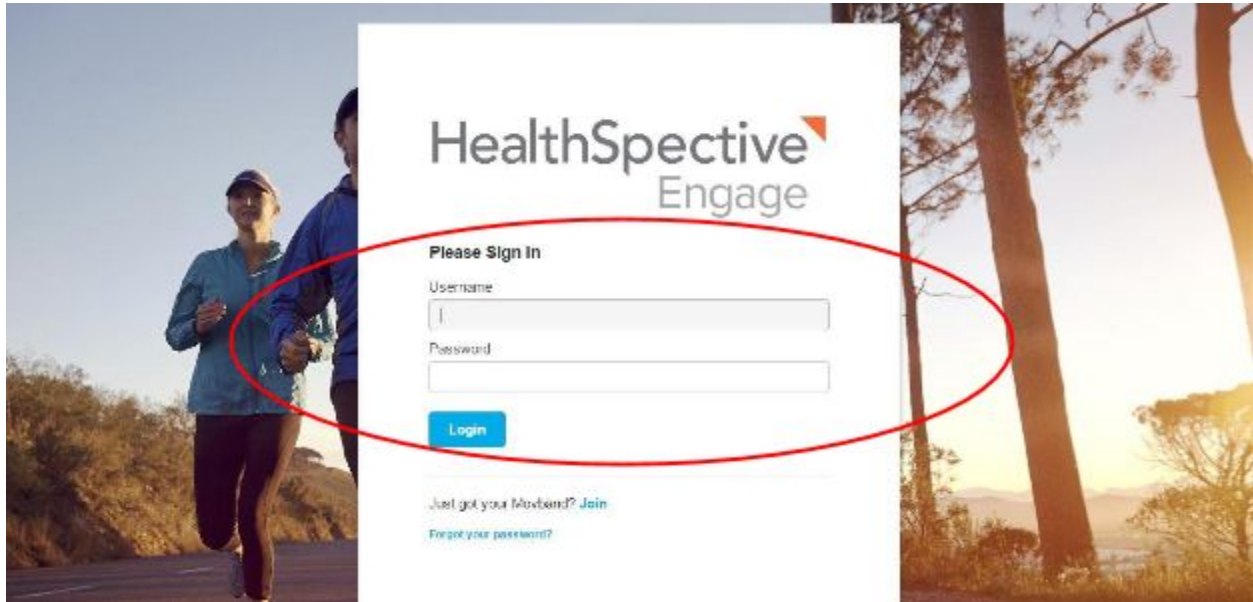 HealthSpective
Engage
Please Sign In
Username
Password
Login
Just got your Movband? Join
Forgot your password?